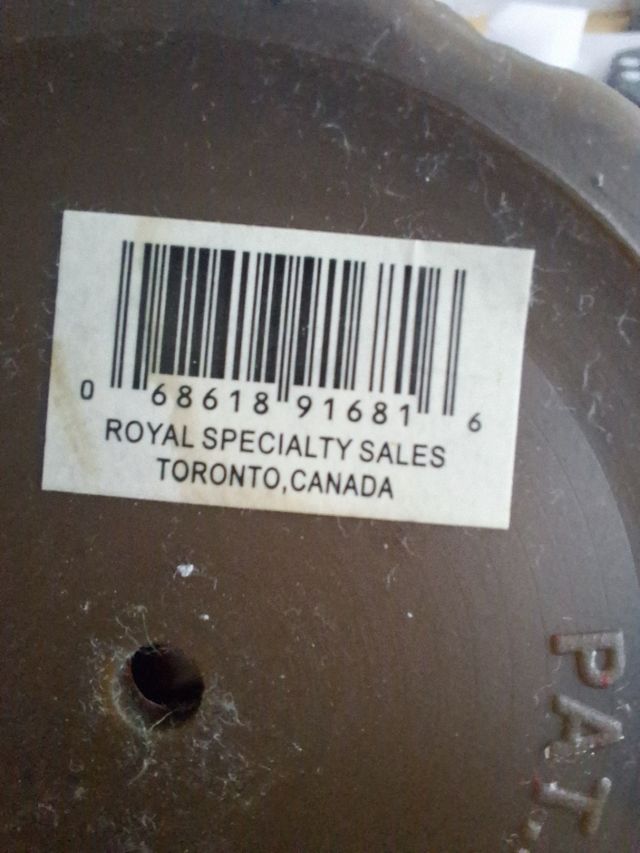 0 68618 91681 6
ROYAL SPECIALTY SALES
TORONTO, CANADA
PAT.